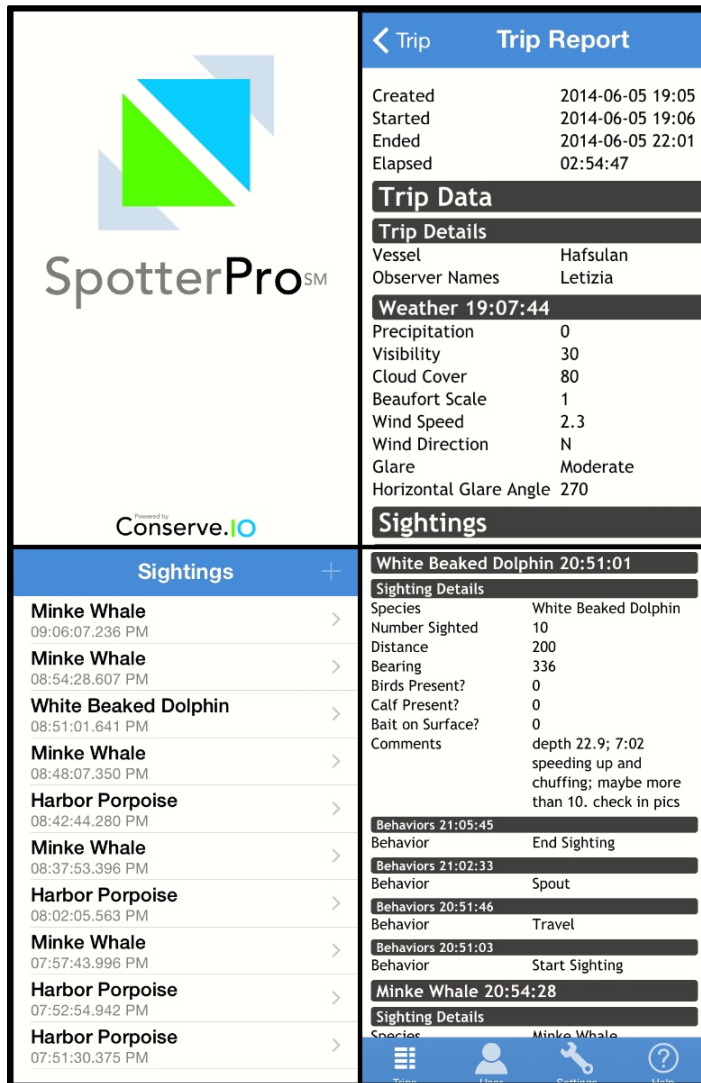 SpotterPro SM
Powered by
Conserve.IO
Trip
Trip Report
Created 2014-06-05 19:05
Started 2014-06-05 19:06
Ended 2014-06-05 22:01
Elapsed 02:54:47
Trip Data
Trip Details
Vessel Hafsulan
Observer Names Letizia
Weather 19:07:44
Precipitation 0
Visibility 30
Cloud Cover 80
Beaufort Scale 1
Wind Speed 2.3
Wind Direction N
Glare Moderate
Horizontal Glare Angle 270
Sightings
Sightings
Minke Whale
09:06:07.236 PM
Minke Whale
08:54:28.607 PM
White Beaked Dolphin
08:51:01.641 PM
Minke Whale
08:48:07.350 PM
Harbor Porpoise
08:42:44.280 PM
Minke Whale
08:37:53.396 PM
Harbor Porpoise
08:02:05.563 PM
Minke Whale
07:57:43.996 PM
Harbor Porpoise
07:52:54.942 PM
Harbor Porpoise
07:51:30.375 PM
White Beaked Dolphin 20:51:01
Sighting Details
Species White Beaked Dolphin
Number Sighted 10
Distance 200
Bearing 336
Birds Present? 0
Calf Present? 0
Bait on Surface? 0
Comments depth 22.9; 7:02
speeding up and
chuffing; maybe more
than 10. check in pics
Behaviors 21:05:45
Behavior End Sighting
Behaviors 21:02:33
Behavior Spout
Behaviors 20:51:46
Behavior Travel
Behaviors 20:51:03
Behavior Start Sighting
Minke Whale 20:54:28
Sighting Details
Species Minke Whale
Trips User Settings Help